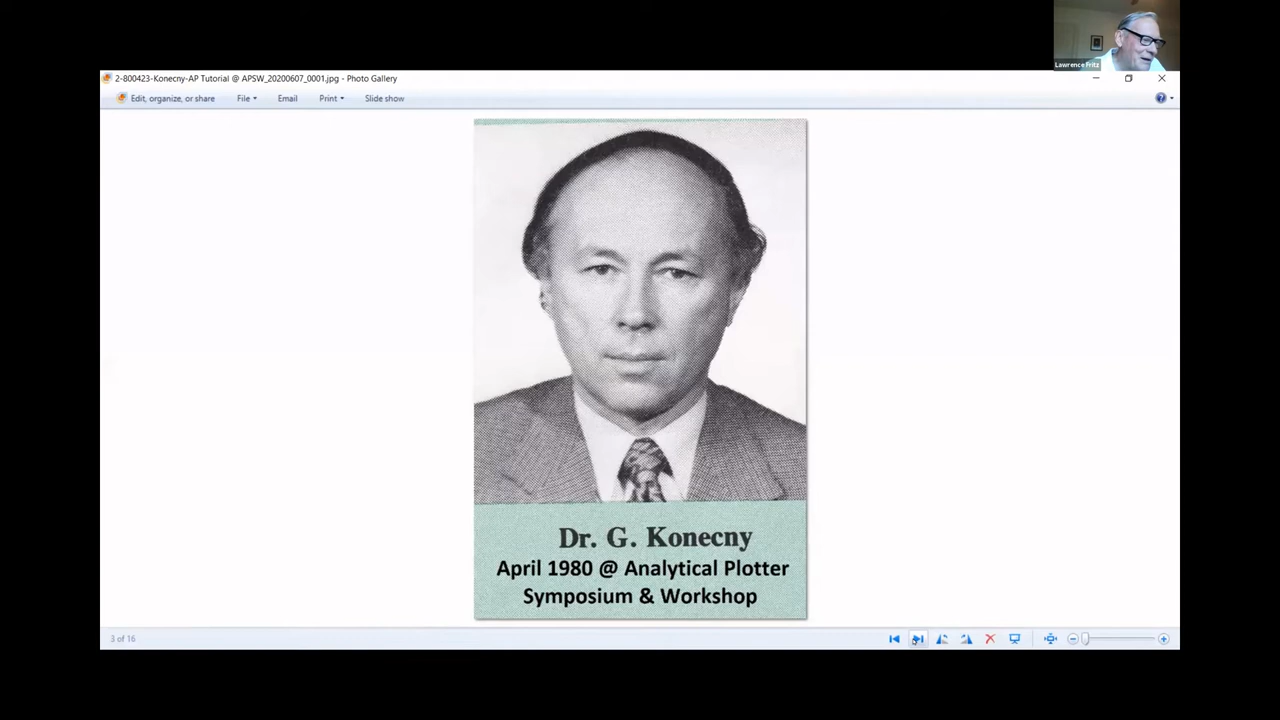 Lawrence Fritz
2-800423-Konecny-AP Tutorial @ APSW_20200607_0001.jpg - Photo Gallery
Edit, organize, or share File Email Print Slide show
Dr. G. Konecny
April 1980 @ Analytical Plotter
Symposium & Workshop
3 of 16